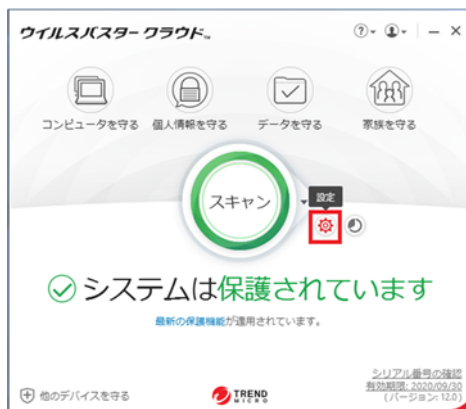 ウイルスバスター クラウド™
コンピュータを守る 個人情報を守る データを守る 家族を守る
設定
スキャン
システムは保護されています
最新の保護機能が適用されています。
シリアル番号の確認
有効期限: 2020/09/30
(バージョン: 12.0)
他のデバイスを守る
TREND
MICRO